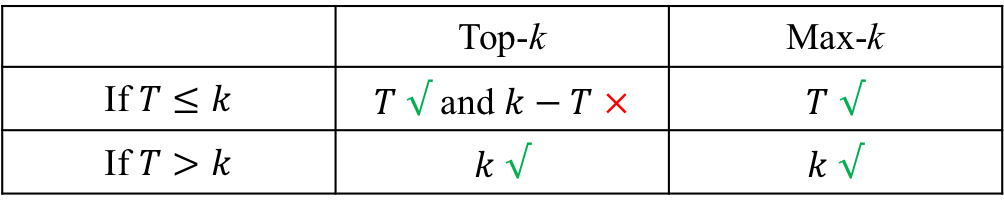 Top-k Max-k
If T ≤ k T √ and k − T × T √
If T > k k √ k √